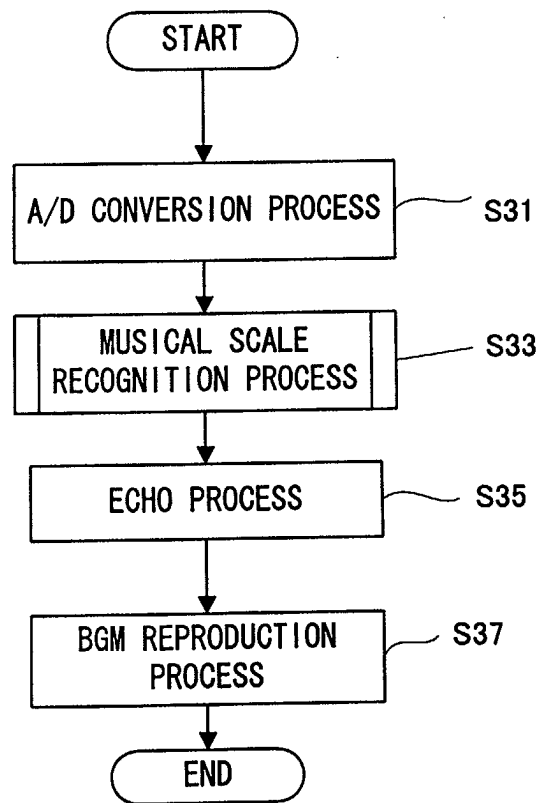 START
A/D CONVERSION PROCESS
S31
MUSICAL SCALE
RECOGNITION PROCESS
S33
ECHO PROCESS
S35
BGM REPRODUCTION
PROCESS
S37
END